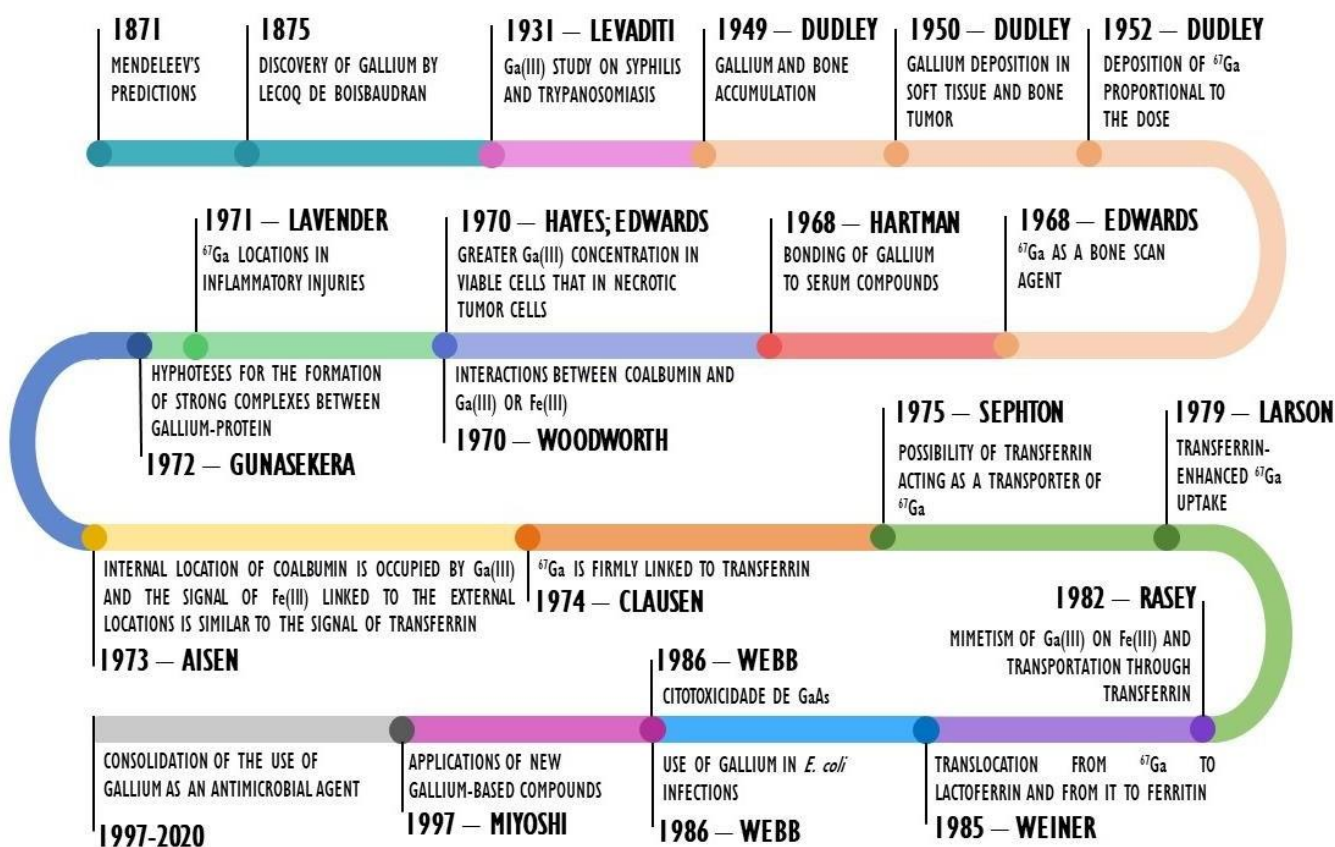 1871
MENDELEEV'S
PREDICTIONS
1875
DISCOVERY OF GALLIUM BY
LECOQ DE BOISBAUDRAN
1931 – LEVADITI
Ga(III) STUDY ON SYPHILIS
AND TRYPANOSOMIASIS
1949 – DUDLEY
GALLIUM AND BONE
ACCUMULATION
1950 – DUDLEY
GALLIUM DEPOSITION IN
SOFT TISSUE AND BONE
TUMOR
1952 – DUDLEY
DEPOSITION OF ⁶⁷Ga
PROPORTIONAL TO
THE DOSE
1968 – EDWARDS
⁶⁷Ga AS A BONE SCAN
AGENT
1968 – HARTMAN
BONDING OF GALLIUM
TO SERUM COMPOUNDS
1970 – HAYES; EDWARDS
GREATER Ga(III) CONCENTRATION IN
VIABLE CELLS THAT IN NECROTIC
TUMOR CELLS
INTERACTIONS BETWEEN COALBUMIN AND
Ga(III) OR Fe(III)
1970 – WOODWORTH
1971 – LAVENDER
⁶⁷Ga LOCATIONS IN
INFLAMMATORY INJURIES
HYPHOTESES FOR THE FORMATION
OF STRONG COMPLEXES BETWEEN
GALLIUM-PROTEIN
1972 – GUNASEKERA
INTERNAL LOCATION OF COALBUMIN IS OCCUPIED BY Ga(III)
AND THE SIGNAL OF Fe(III) LINKED TO THE EXTERNAL
LOCATIONS IS SIMILAR TO THE SIGNAL OF TRANSFERRIN
1973 – AISEN
⁶⁷Ga IS FIRMLY LINKED TO TRANSFERRIN
1974 – CLAUSEN
1975 – SEPHTON
POSSIBILITY OF TRANSFERRIN
ACTING AS A TRANSPORTER OF
⁶⁷Ga
1979 – LARSON
TRANSFERRIN-
ENHANCED ⁶⁷Ga
UPTAKE
1982 – RASEY
MIMETISM OF Ga(III) ON Fe(III) AND
TRANSPORTATION THROUGH
TRANSFERRIN
TRANSLOCATION FROM ⁶⁷Ga TO
LACTOFERRIN AND FROM IT TO FERRITIN
1985 – WEINER
1986 – WEBB
CITOTOXICIDADE DE GaAs
USE OF GALLIUM IN E. coli
INFECTIONS
1986 – WEBB
APPLICATIONS OF NEW
GALLIUM-BASED COMPOUNDS
1997 – MIYOSHI
CONSOLIDATION OF THE USE OF
GALLIUM AS AN ANTIMICROBIAL AGENT
1997-2020